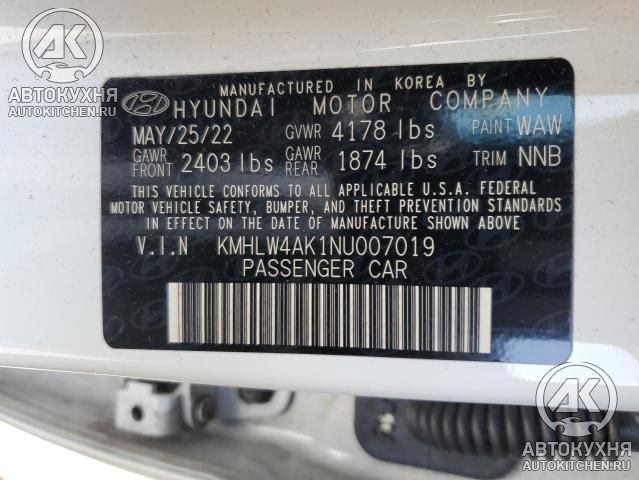 АК
АВТОКУХНЯ
AUTOKITCHEN.RU
MANUFACTURED IN KOREA BY
HYUNDAI MOTOR COMPANY
MAY/25/22 GVWR 4178 lbs PAINT WAW
GAWR FRONT 2403 lbs GAWR REAR 1874 lbs TRIM NNB
THIS VEHICLE CONFORMS TO ALL APPLICABLE U.S.A. FEDERAL
MOTOR VEHICLE SAFETY, BUMPER, AND THEFT PREVENTION STANDARDS
IN EFFECT ON THE DATE OF MANUFACTURE SHOWN ABOVE
V.I.N KMHLW4AK1NU007019
PASSENGER CAR
АК
АВТОКУХНЯ
AUTOKITCHEN.RU